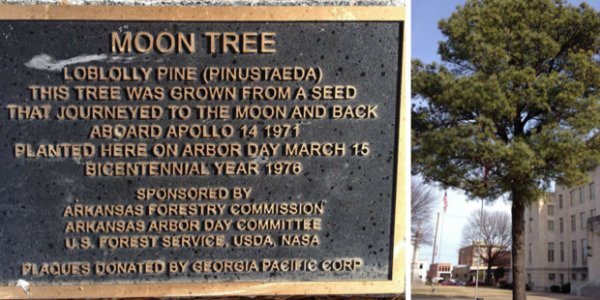 MOON TREE
LOBLOLLY PINE (PINUSTAEDA)
THIS TREE WAS GROWN FROM A SEED
THAT JOURNEYED TO THE MOON AND BACK
ABOARD APOLLO 14 1971
PLANTED HERE ON ARBOR DAY MARCH 15
BICENTENNIAL YEAR 1976
SPONSORED BY
ARKANSAS FORESTRY COMMISSION
ARKANSAS ARBOR DAY COMMITTEE
U.S. FOREST SERVICE, USDA, NASA
PLAQUES DONATED BY GEORGIA PACIFIC CORP